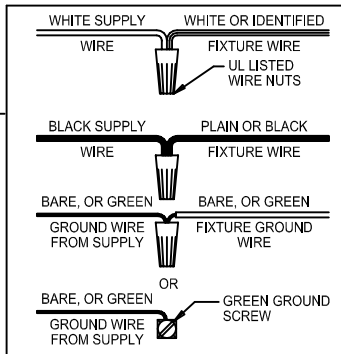 WHITE SUPPLY WHITE OR IDENTIFIED
WIRE FIXTURE WIRE
UL LISTED
WIRE NUTS
BLACK SUPPLY PLAIN OR BLACK
WIRE FIXTURE WIRE
BARE, OR GREEN BARE, OR GREEN
GROUND WIRE FIXTURE GROUND
FROM SUPPLY WIRE
OR
BARE, OR GREEN GREEN GROUND
SCREW
GROUND WIRE
FROM SUPPLY